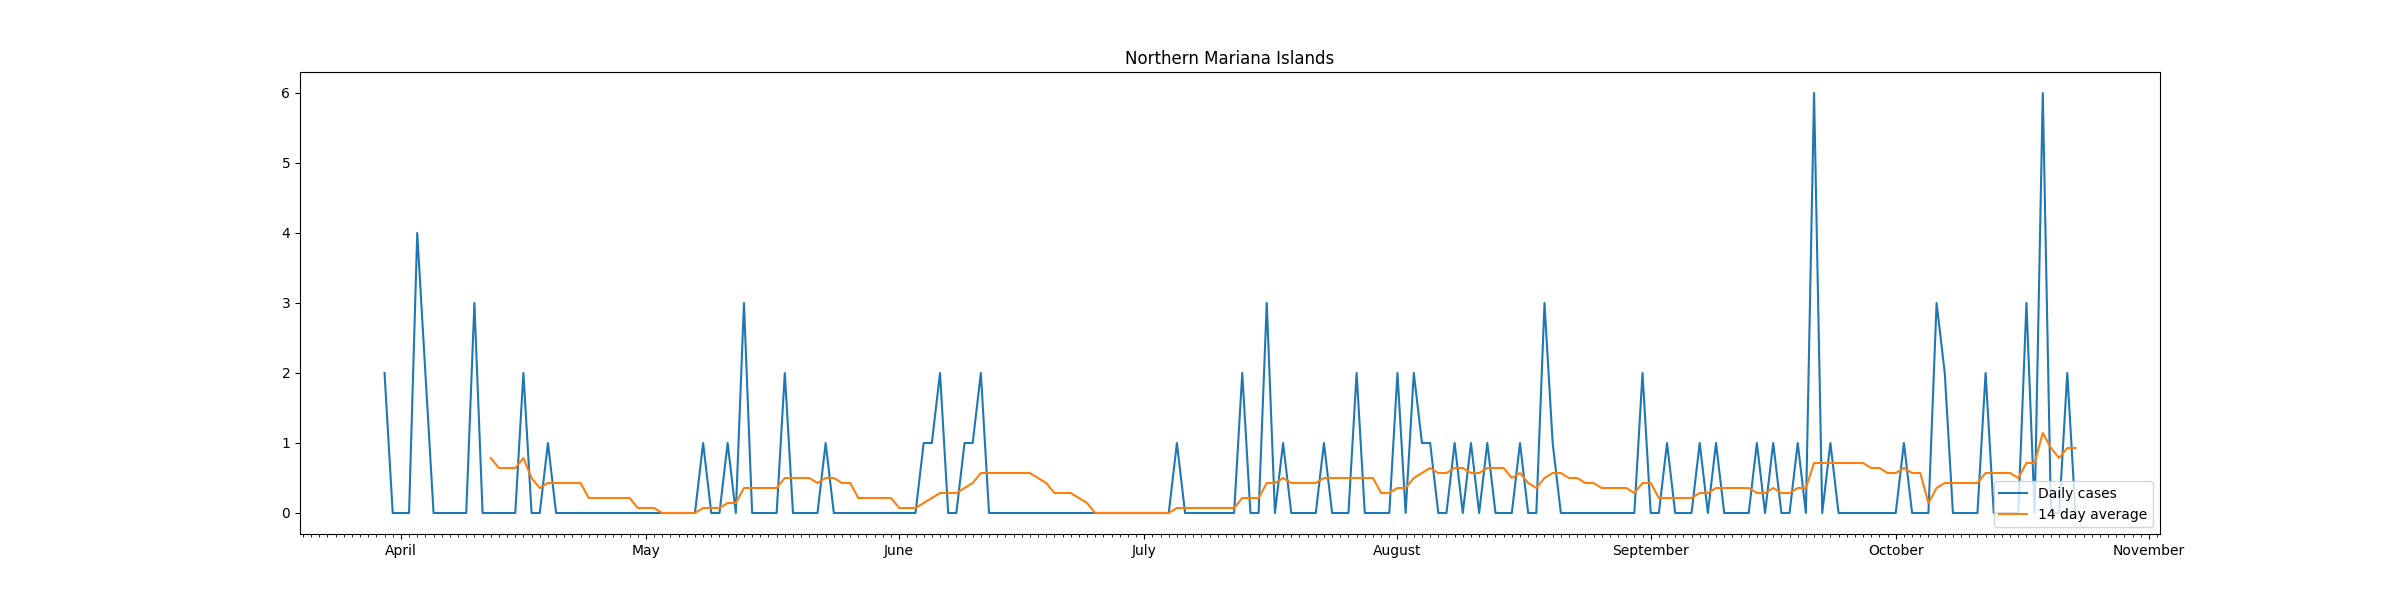 Northern Mariana Islands
6
5
4
3
2
1
0
April May June July August September October November
Daily cases
14 day average